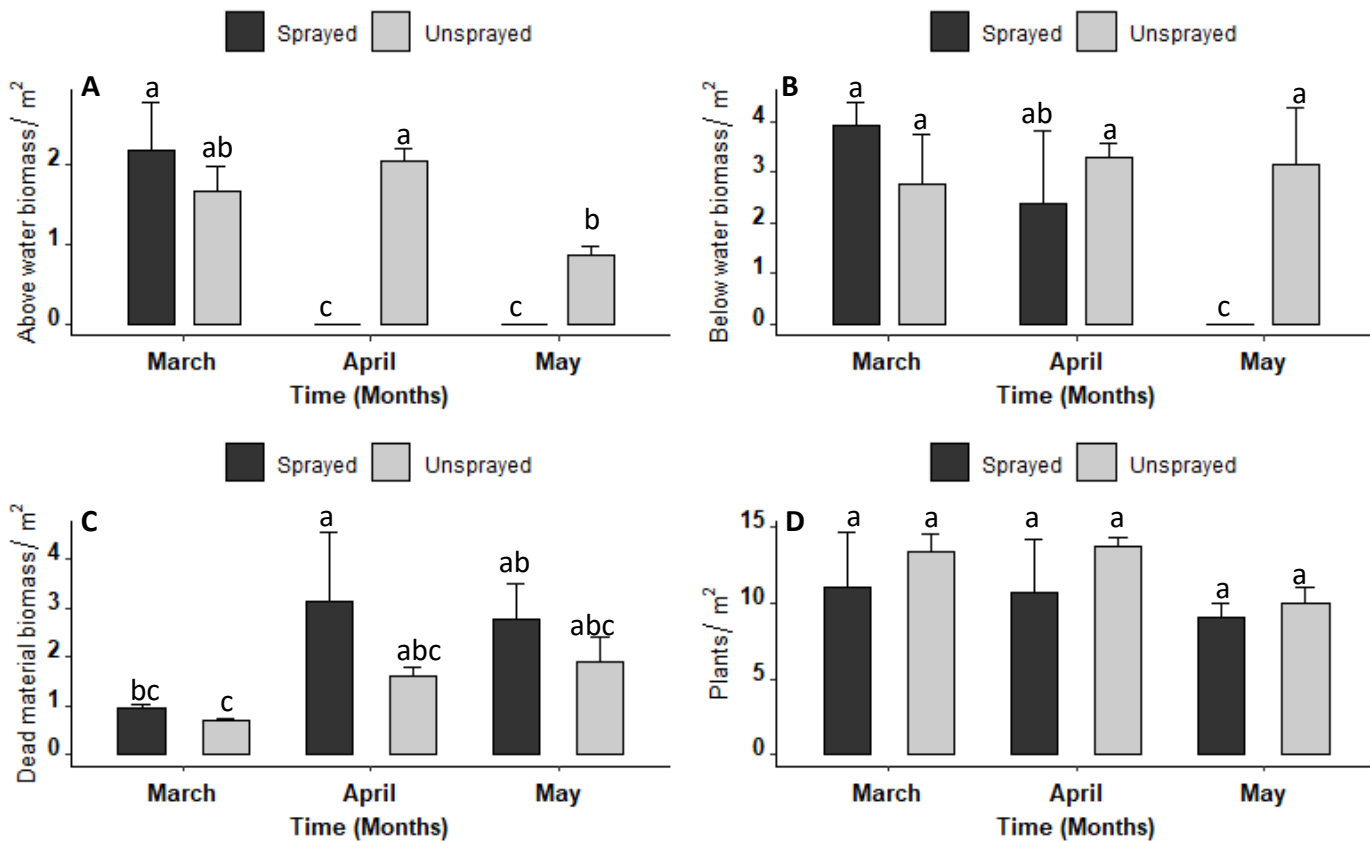 Sprayed Unsprayed
A
Above water biomass/ m²
2
1
0
a ab c a c b
March April May
Time (Months)
Sprayed Unsprayed
B
Below water biomass/ m²
4
3
2
1
0
a a ab a c a
March April May
Time (Months)
Sprayed Unsprayed
C
Dead material biomass/ m²
4
3
2
1
0
bc c a abc ab abc
March April May
Time (Months)
Sprayed Unsprayed
D
Plants/ m²
15
10
5
0
a a a a a a
March April May
Time (Months)